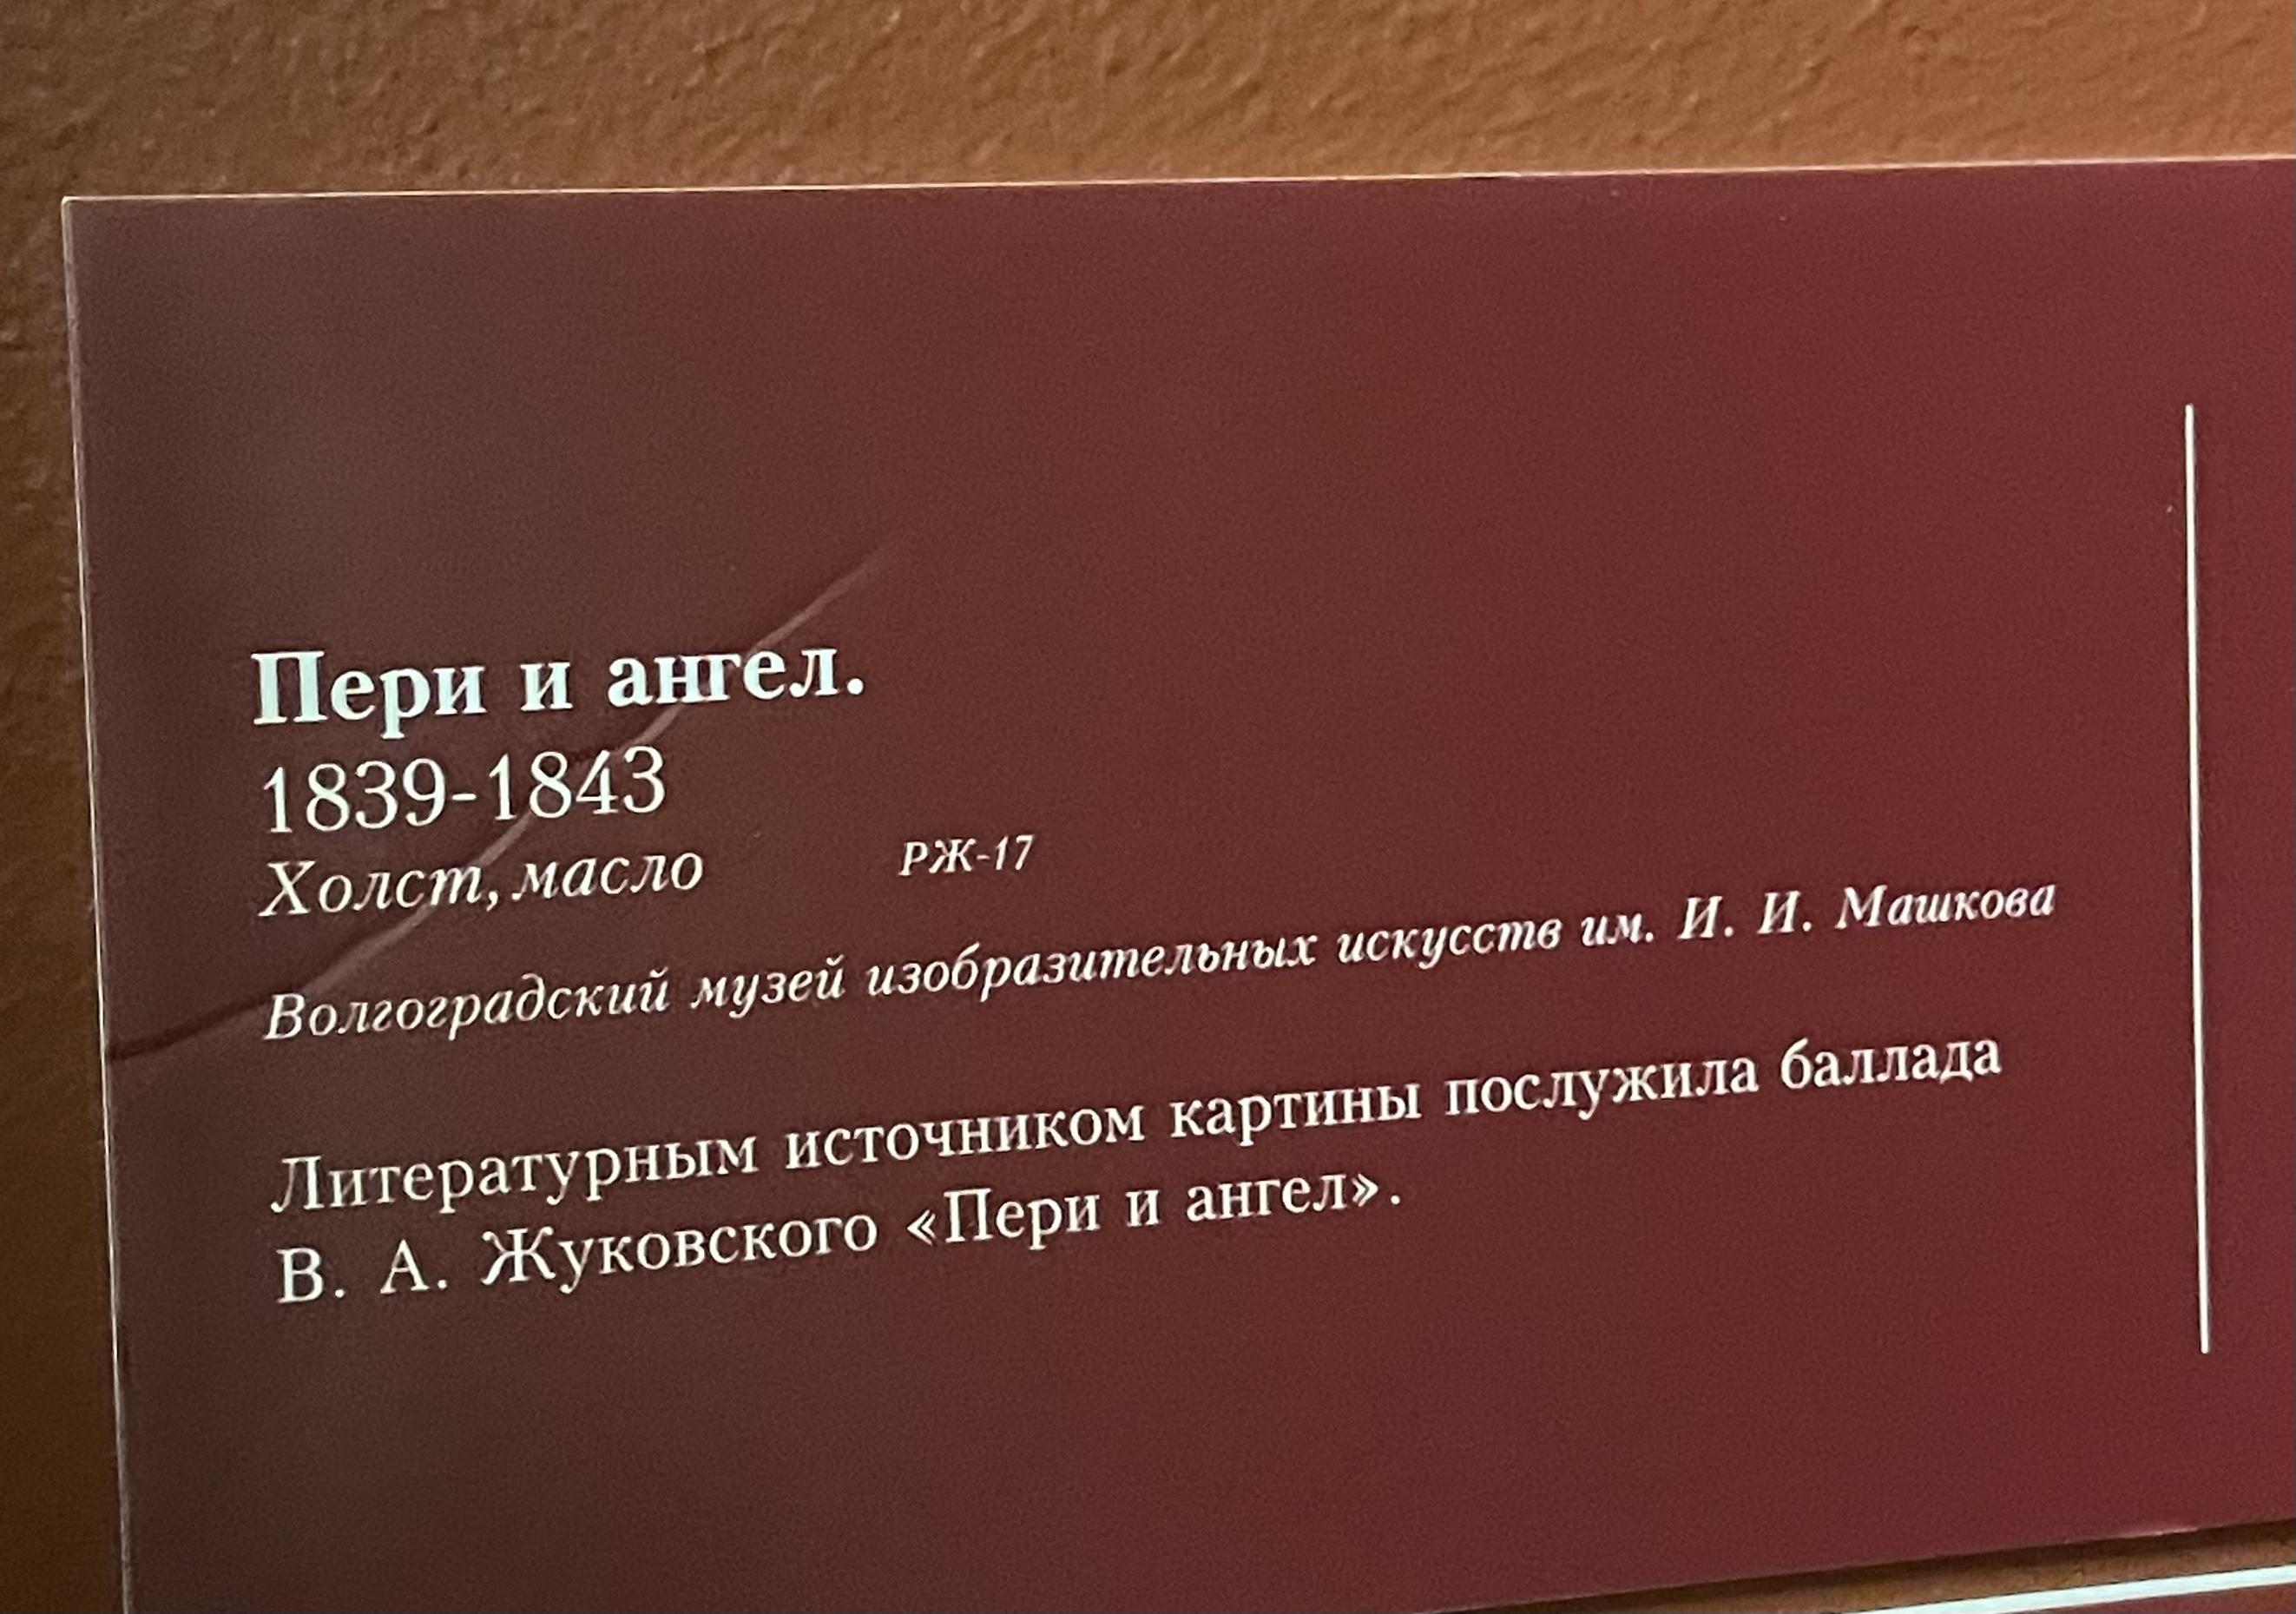 Пери и ангел.
1839-1843
Холст, масло РЖ-17
Волгоградский музей изобразительных искусств им. И. И. Машкова
Литературным источником картины послужила баллада
В. А. Жуковского «Пери и ангел».